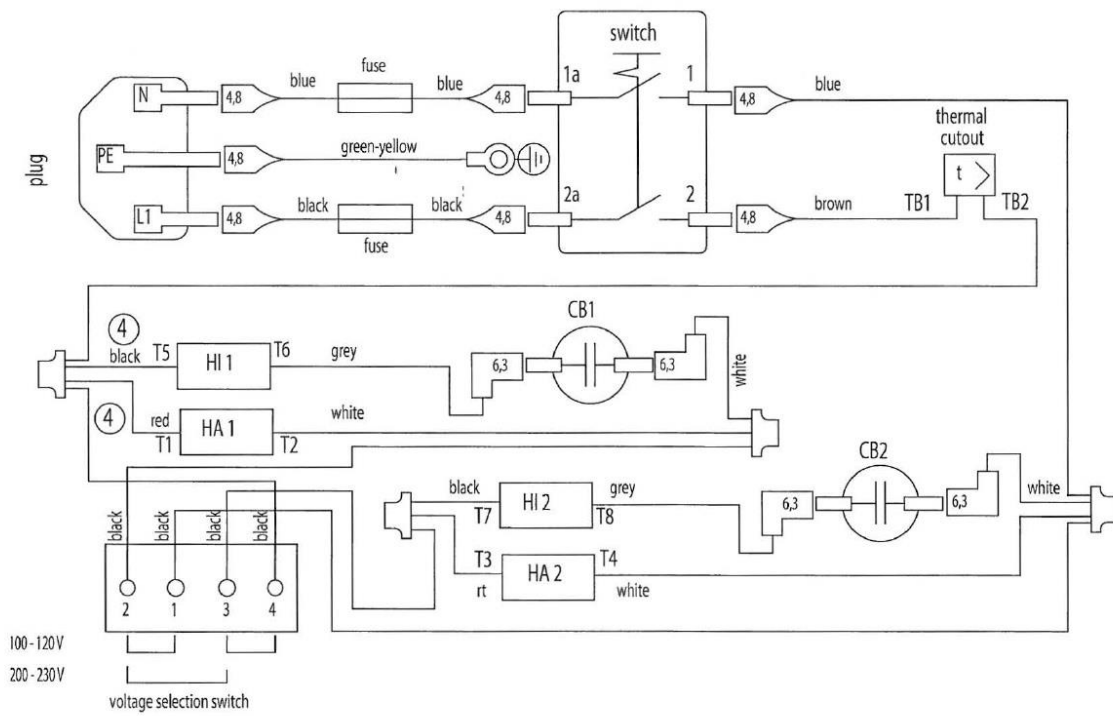 switch
N
4,8
blue
fuse
blue
4,8
1a
1
4,8
blue
plug
PE
4,8
green-yellow
thermal
cutout
t >
L1
4,8
black
fuse
black
4,8
2a
2
4,8
brown
TB1
TB2
4
black
T5
HI 1
T6
grey
6,3
CB1
6,3
white
4
red
T1
HA 1
T2
white
black
T7
HI 2
T8
grey
6,3
CB2
6,3
white
T3
rt
HA 2
T4
white
black
black
black
black
2
1
3
4
100 - 120 V
200 - 230 V
voltage selection switch